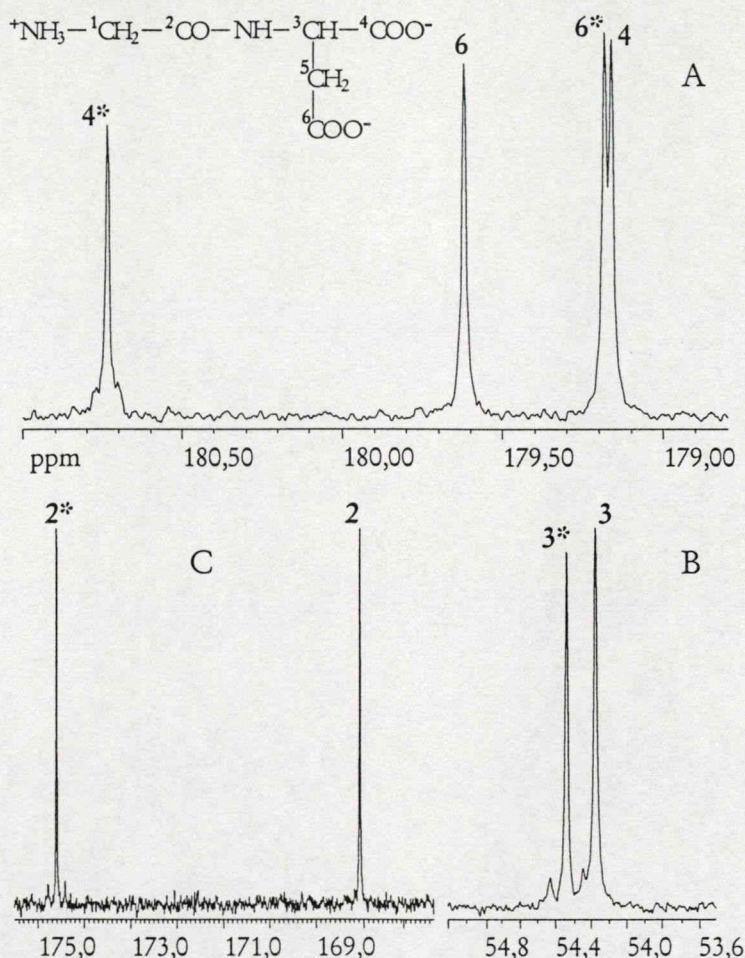 ⁺NH₃—¹CH₂—²CO—NH—³CH—⁴COO⁻
⁵CH₂
⁶COO⁻
4*
6
6*
4
A
ppm
180,50
180,00
179,50
179,00
2*
2
C
3*
3
B
175,0
173,0
171,0
169,0
54,8
54,4
54,0
53,6